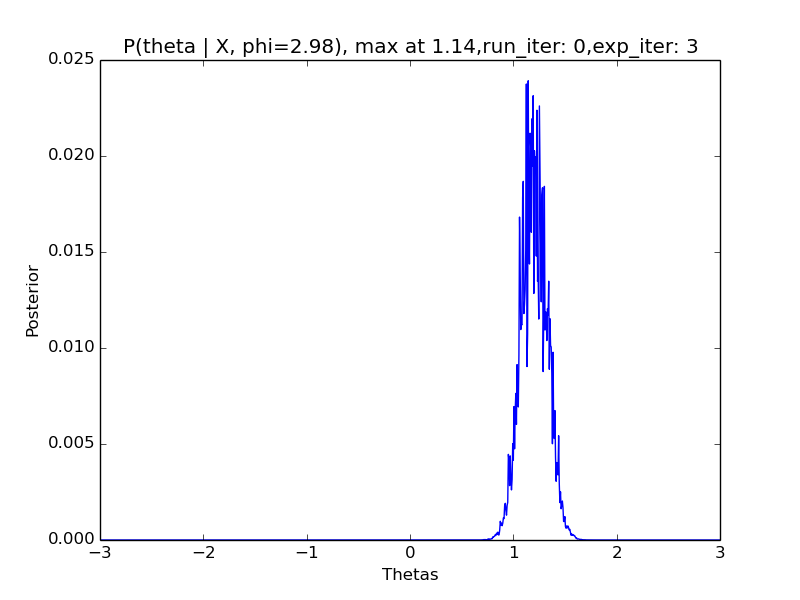 P(theta | X, phi=2.98), max at 1.14,run_iter: 0,exp_iter: 3
0.025
0.020
0.015
0.010
0.005
0.000
Posterior
−3 −2 −1 0 1 2 3
Thetas